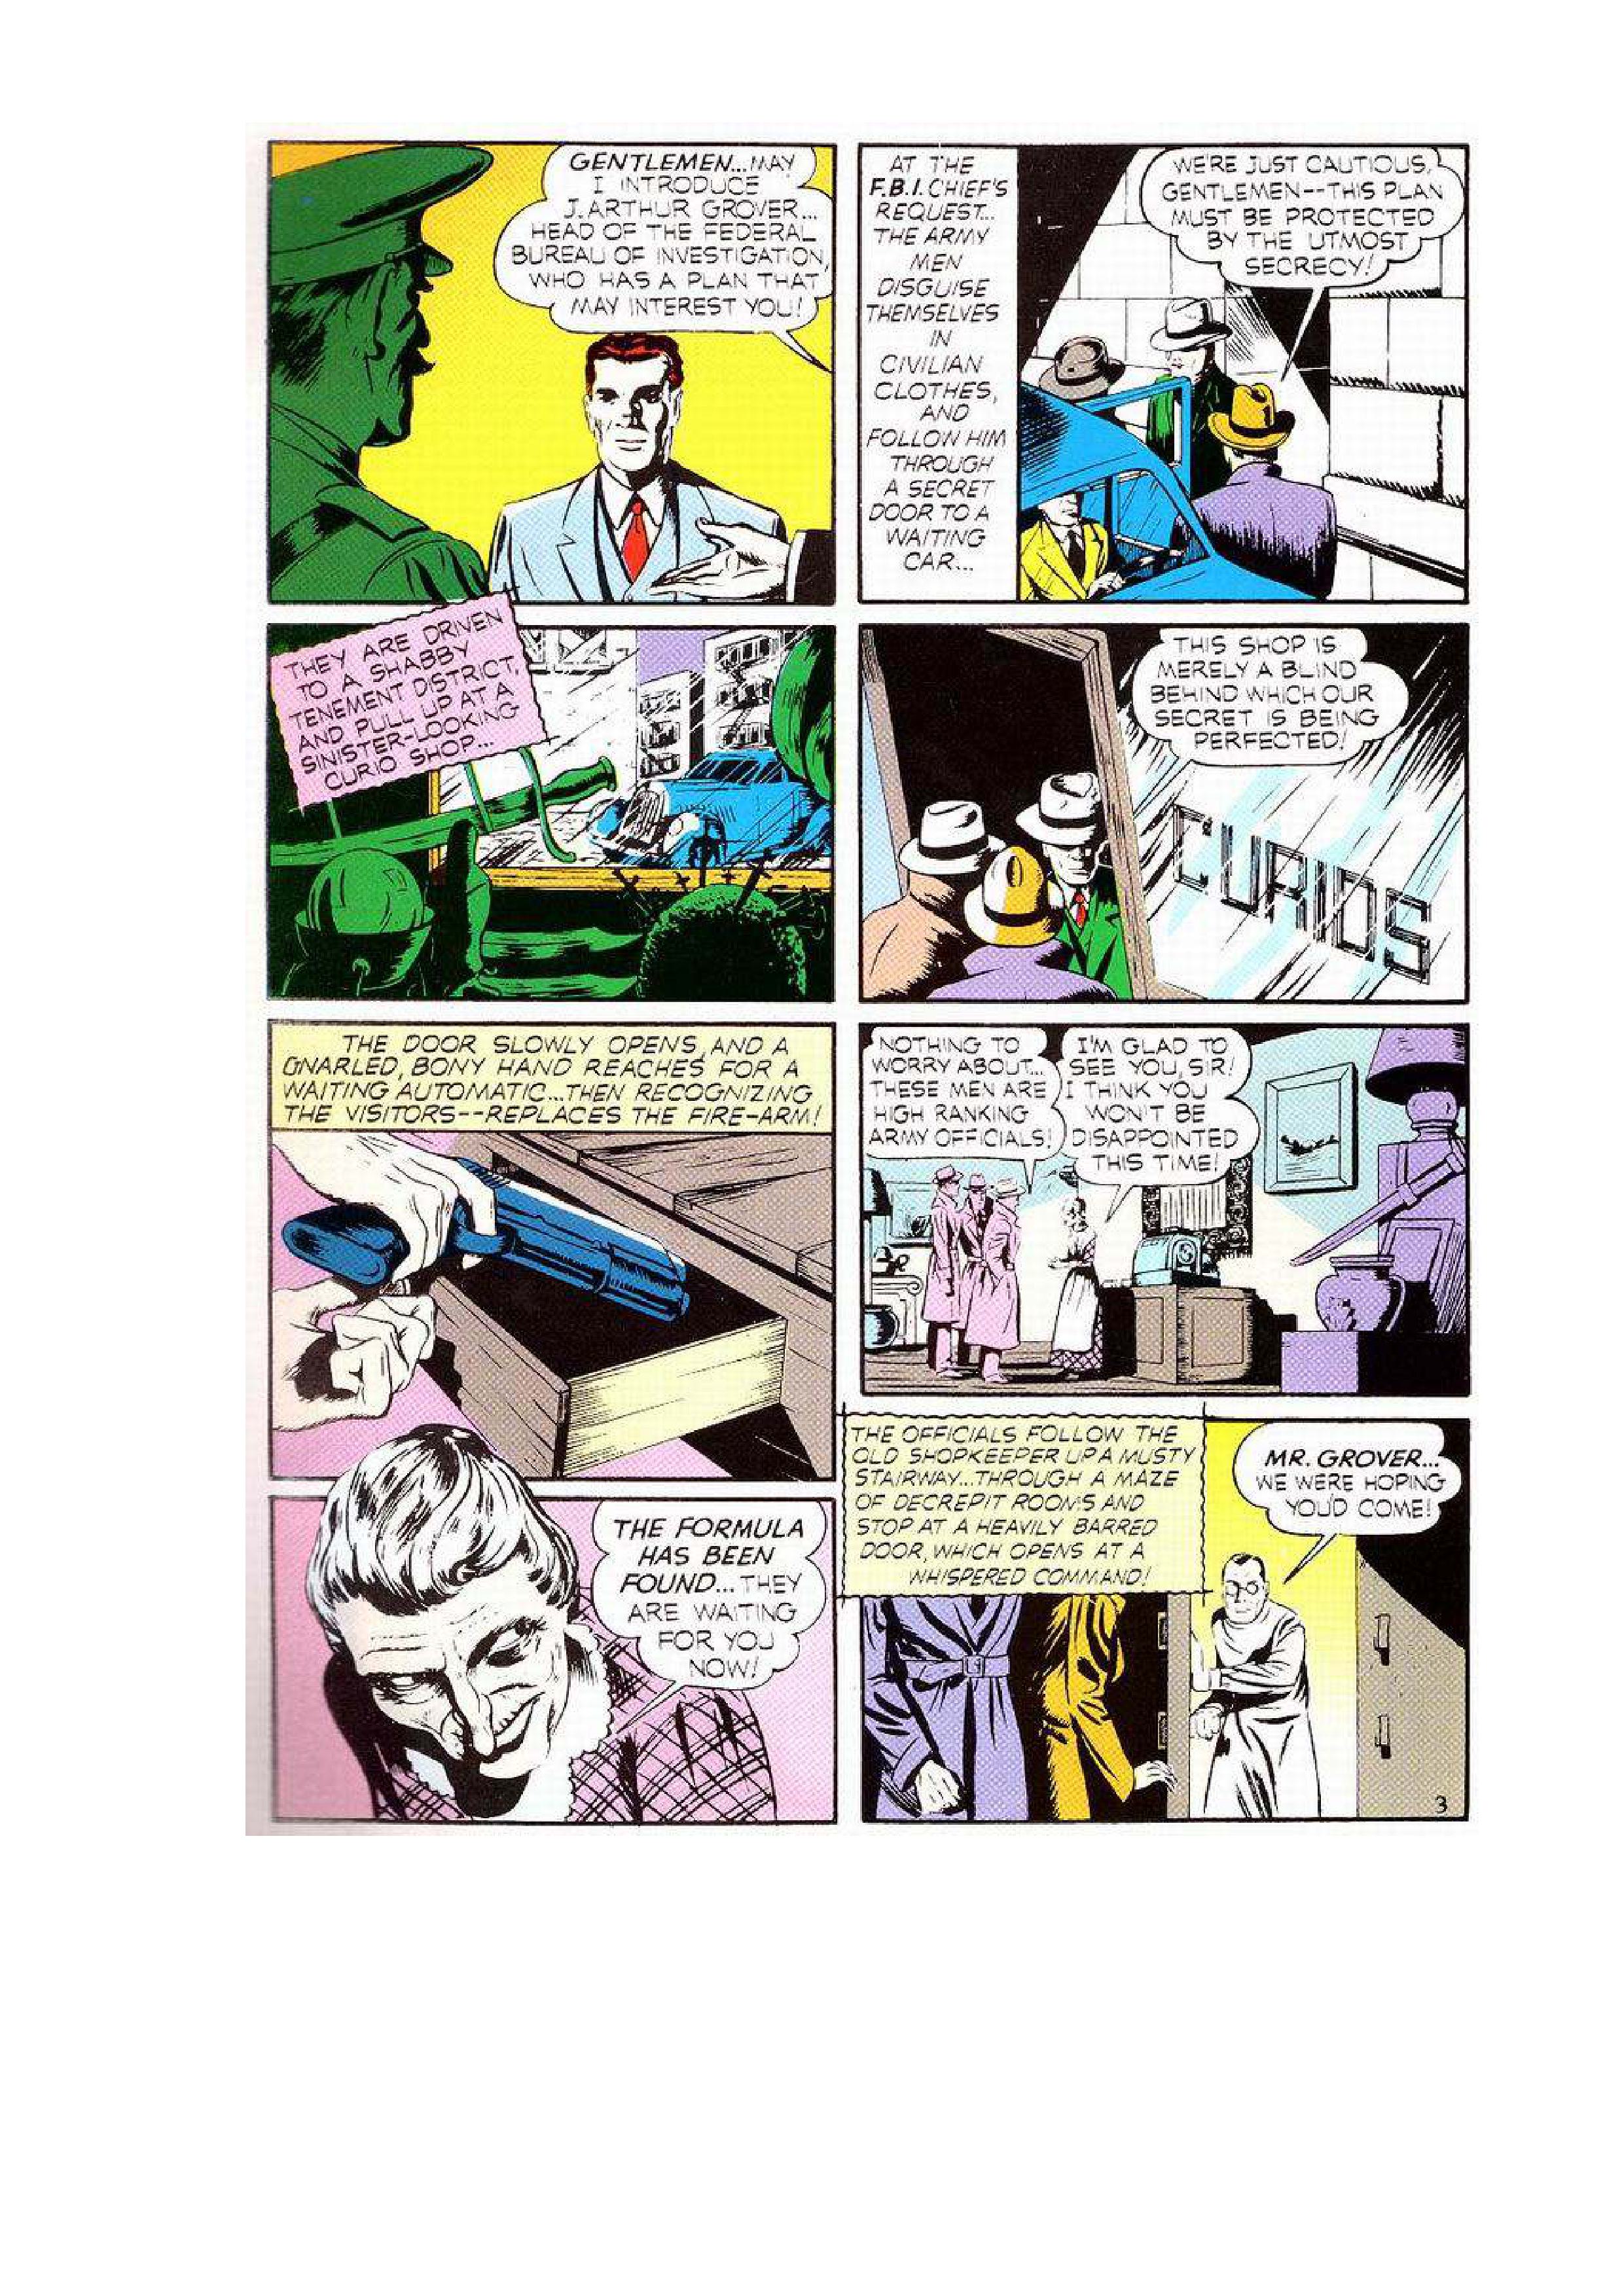 GENTLEMEN...MAY
I INTRODUCE
J. ARTHUR GROVER...
HEAD OF THE FEDERAL
BUREAU OF INVESTIGATION,
WHO HAS A PLAN THAT
MAY INTEREST YOU!
AT THE
F.B.I. CHIEF'S
REQUEST...
THE ARMY
MEN
DISGUISE
THEMSELVES
IN
CIVILIAN
CLOTHES,
AND
FOLLOW HIM
THROUGH
A SECRET
DOOR TO A
WAITING
CAR...
WE'RE JUST CAUTIOUS,
GENTLEMEN--THIS PLAN
MUST BE PROTECTED
BY THE UTMOST
SECRECY!
THEY ARE DRIVEN
TO A SHABBY
TENEMENT DISTRICT,
AND PULL UP AT A
SINISTER-LOOKING
CURIO SHOP...
THIS SHOP IS
MERELY A BLIND
BEHIND WHICH OUR
SECRET IS BEING
PERFECTED!
CURIOS
THE DOOR SLOWLY OPENS, AND A
GNARLED, BONY HAND REACHES FOR A
WAITING AUTOMATIC...THEN RECOGNIZING
THE VISITORS--REPLACES THE FIRE-ARM!
NOTHING TO
WORRY ABOUT...
THESE MEN ARE
HIGH RANKING
ARMY OFFICIALS!
I'M GLAD TO
SEE YOU, SIR!
I THINK YOU
WON'T BE
DISAPPOINTED
THIS TIME!
THE FORMULA
HAS BEEN
FOUND...THEY
ARE WAITING
FOR YOU
NOW!
THE OFFICIALS FOLLOW THE
OLD SHOPKEEPER UP A MUSTY
STAIRWAY...THROUGH A MAZE
OF DECREPIT ROOMS AND
STOP AT A HEAVILY BARRED
DOOR, WHICH OPENS AT A
WHISPERED COMMAND!
MR. GROVER...
WE WERE HOPING
YOU'D COME!
3